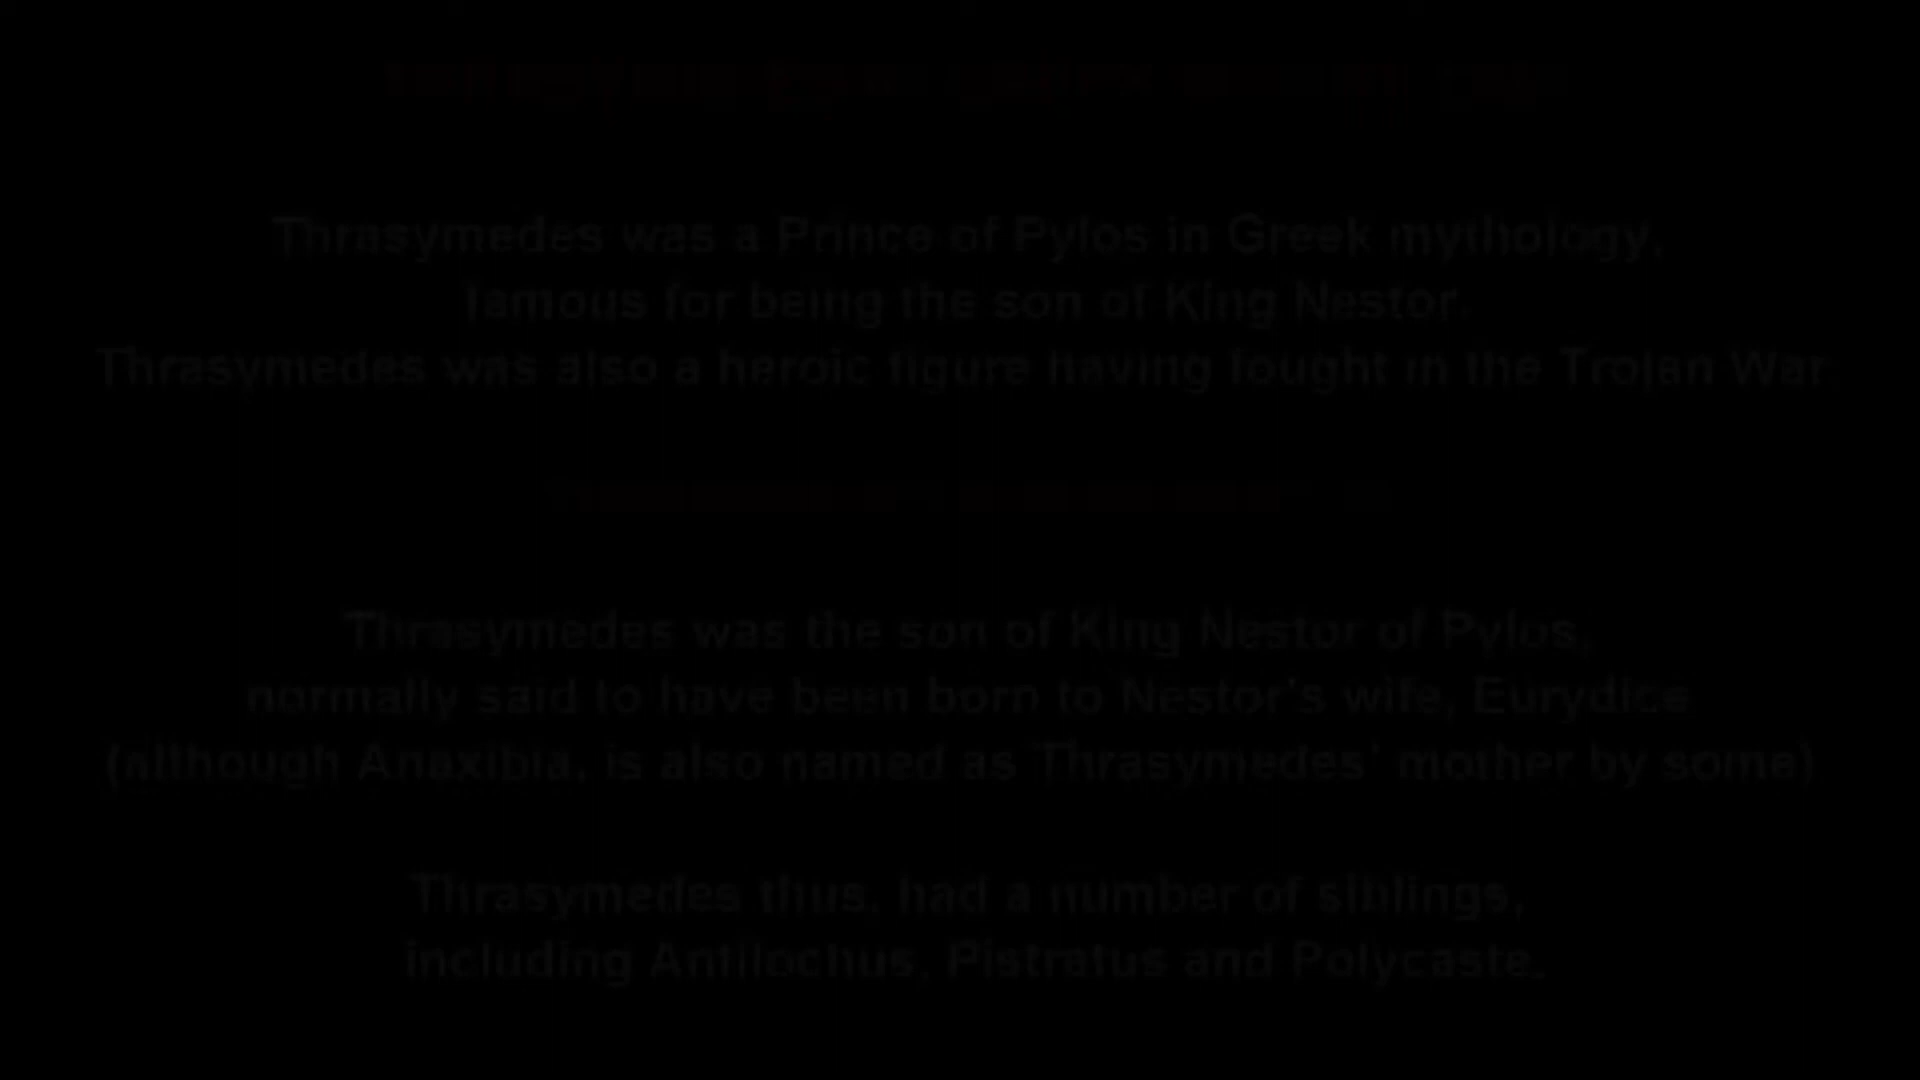 Thrasymedes was a Prince of Pylos in Greek mythology,
famous for being the son of King Nestor.
Thrasymedes was also a heroic figure having fought in the Trojan War
Thrasymedes was the son of King Nestor of Pylos,
normally said to have been born to Nestor's wife, Eurydice
(although Anaxibia, is also named as Thrasymedes' mother by some)
Thrasymedes thus, had a number of siblings,
including Antilochus, Pistratus and Polycaste.